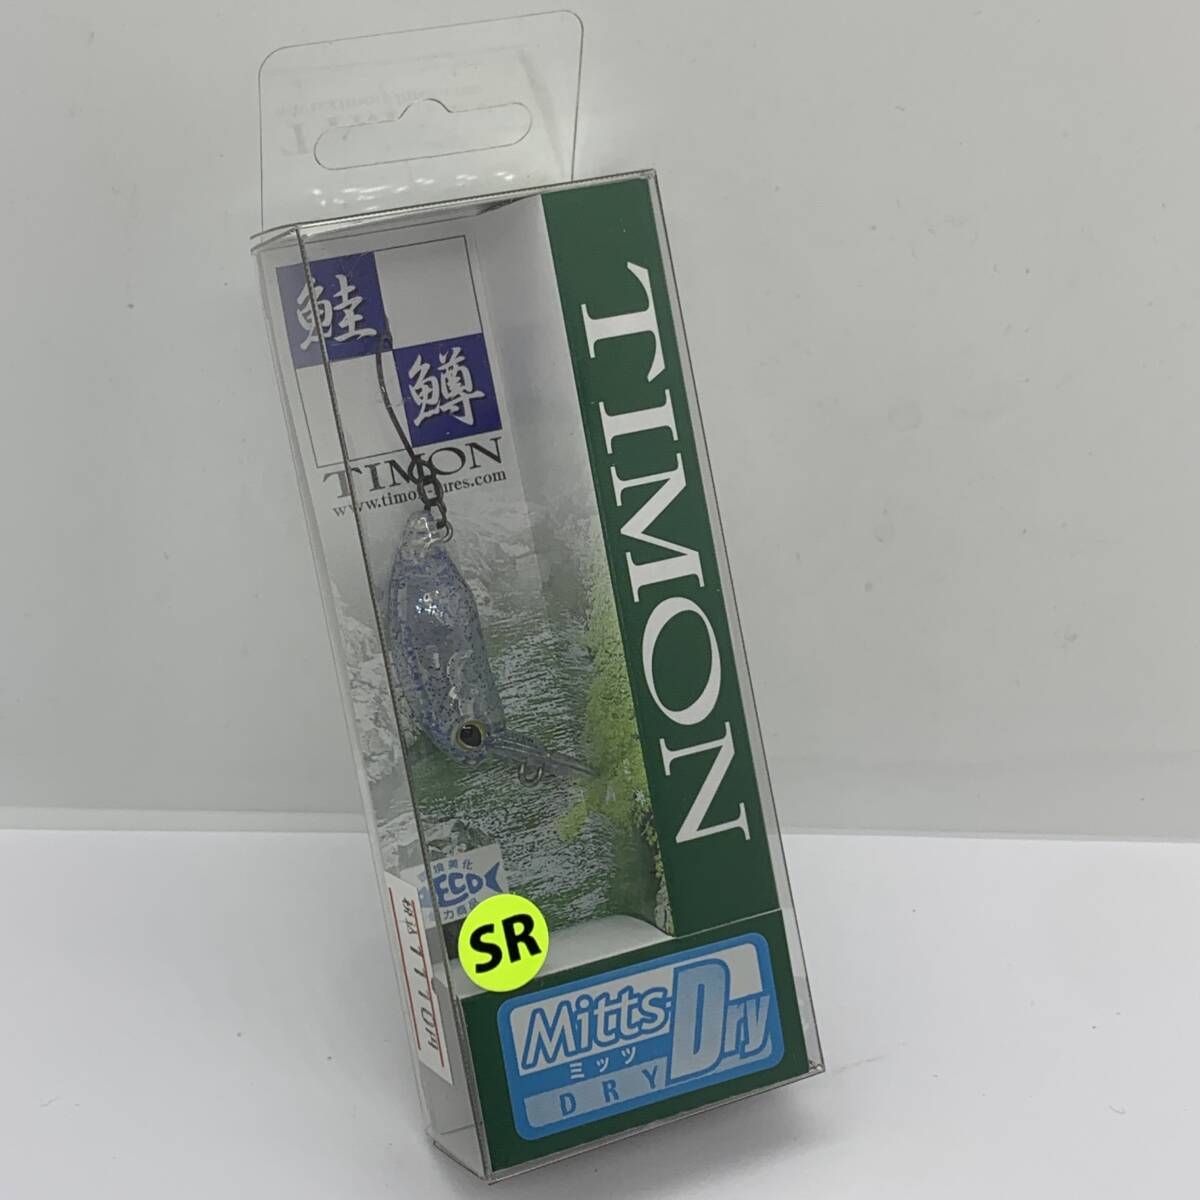 鮭
鱒
TIMON
TIMON
ECO
SR
Mitts Dry
ミッツ
DRY